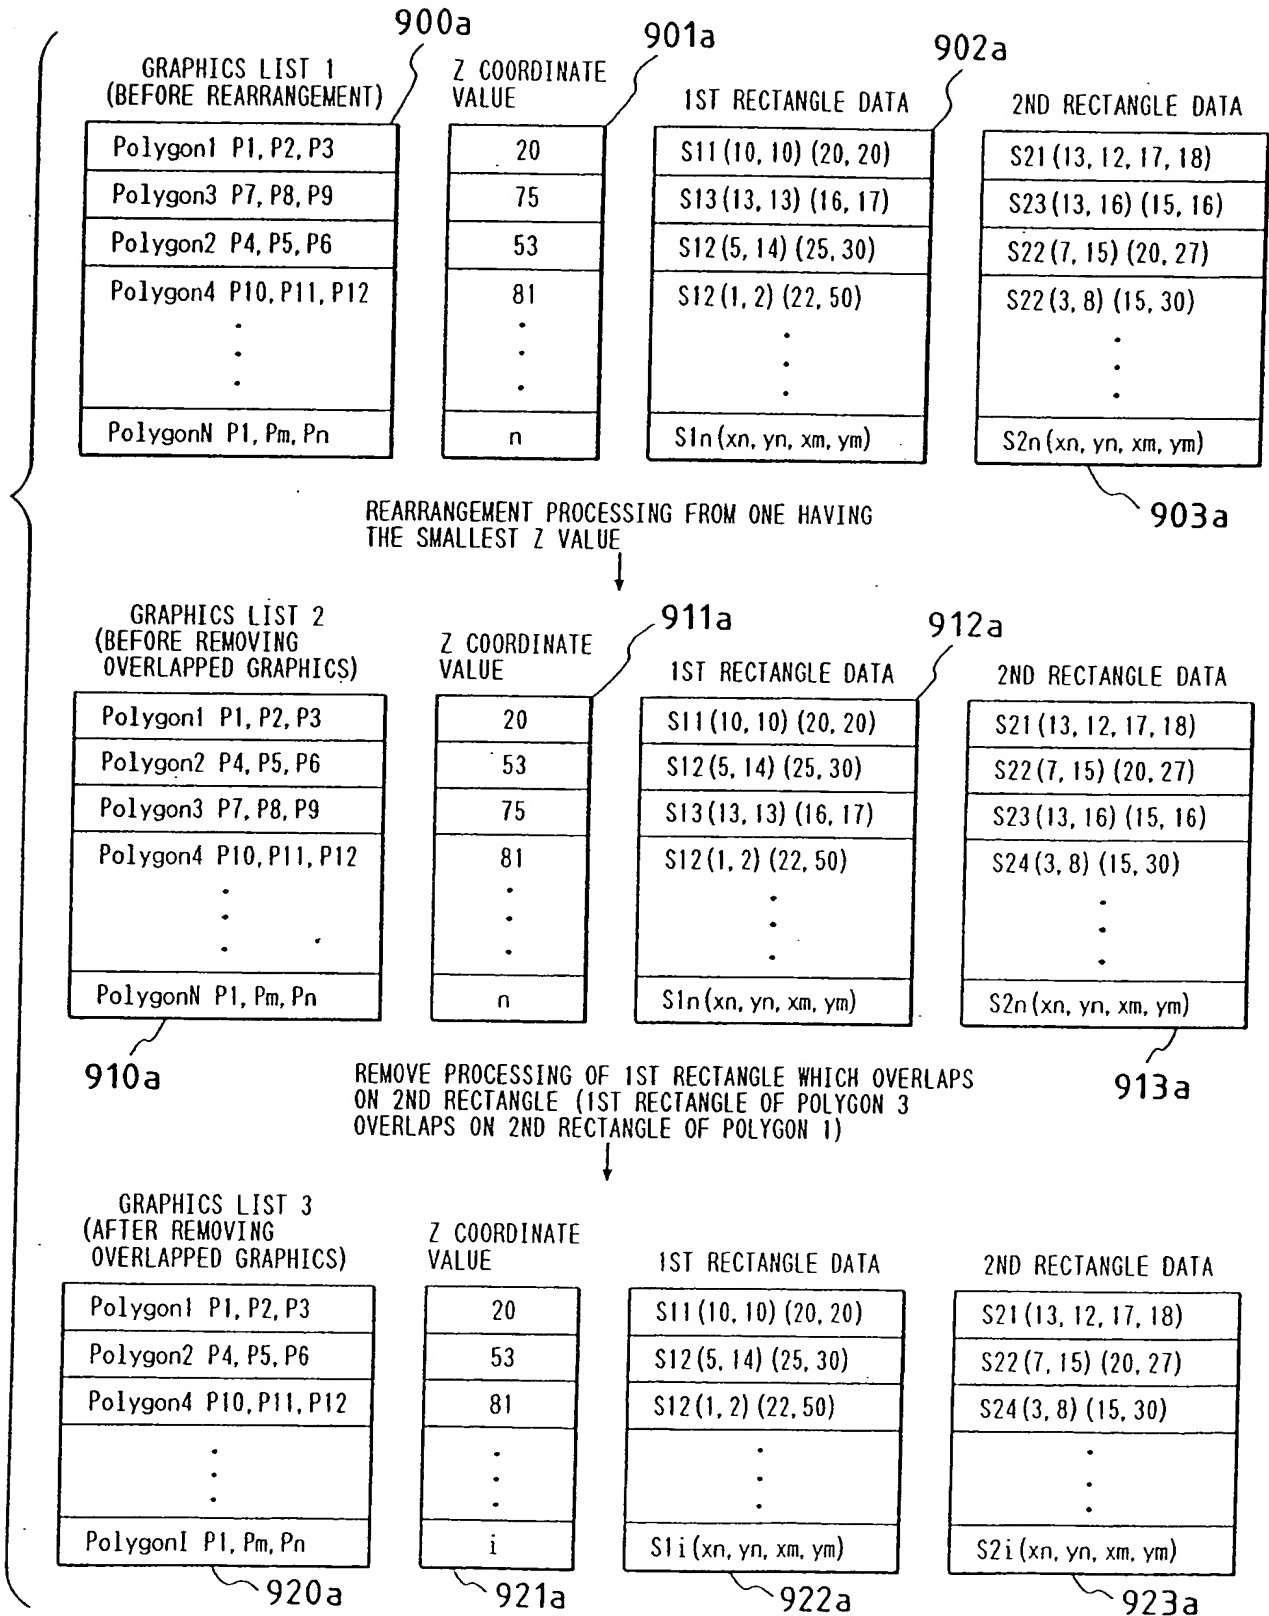 900a
901a
902a
GRAPHICS LIST 1
(BEFORE REARRANGEMENT)
Z COORDINATE
VALUE
1ST RECTANGLE DATA
2ND RECTANGLE DATA
Polygon1 P1, P2, P3
20
S11(10, 10) (20, 20)
S21(13, 12, 17, 18)
Polygon3 P7, P8, P9
75
S13(13, 13) (16, 17)
S23(13, 16) (15, 16)
Polygon2 P4, P5, P6
53
S12(5, 14) (25, 30)
S22(7, 15) (20, 27)
Polygon4 P10, P11, P12
81
S12(1, 2) (22, 50)
S22(3, 8) (15, 30)
PolygonN P1, Pm, Pn
n
S1n(xn, yn, xm, ym)
S2n(xn, yn, xm, ym)
903a
REARRANGEMENT PROCESSING FROM ONE HAVING
THE SMALLEST Z VALUE
911a
912a
GRAPHICS LIST 2
(BEFORE REMOVING
OVERLAPPED GRAPHICS)
Z COORDINATE
VALUE
1ST RECTANGLE DATA
2ND RECTANGLE DATA
Polygon1 P1, P2, P3
20
S11(10, 10) (20, 20)
S21(13, 12, 17, 18)
Polygon2 P4, P5, P6
53
S12(5, 14) (25, 30)
S22(7, 15) (20, 27)
Polygon3 P7, P8, P9
75
S13(13, 13) (16, 17)
S23(13, 16) (15, 16)
Polygon4 P10, P11, P12
81
S12(1, 2) (22, 50)
S24(3, 8) (15, 30)
PolygonN P1, Pm, Pn
n
S1n(xn, yn, xm, ym)
S2n(xn, yn, xm, ym)
910a
913a
REMOVE PROCESSING OF 1ST RECTANGLE WHICH OVERLAPS
ON 2ND RECTANGLE (1ST RECTANGLE OF POLYGON 3
OVERLAPS ON 2ND RECTANGLE OF POLYGON 1)
GRAPHICS LIST 3
(AFTER REMOVING
OVERLAPPED GRAPHICS)
Z COORDINATE
VALUE
1ST RECTANGLE DATA
2ND RECTANGLE DATA
Polygon1 P1, P2, P3
20
S11(10, 10) (20, 20)
S21(13, 12, 17, 18)
Polygon2 P4, P5, P6
53
S12(5, 14) (25, 30)
S22(7, 15) (20, 27)
Polygon4 P10, P11, P12
81
S12(1, 2) (22, 50)
S24(3, 8) (15, 30)
PolygonI P1, Pm, Pn
i
S1i(xn, yn, xm, ym)
S2i(xn, yn, xm, ym)
920a
921a
922a
923a